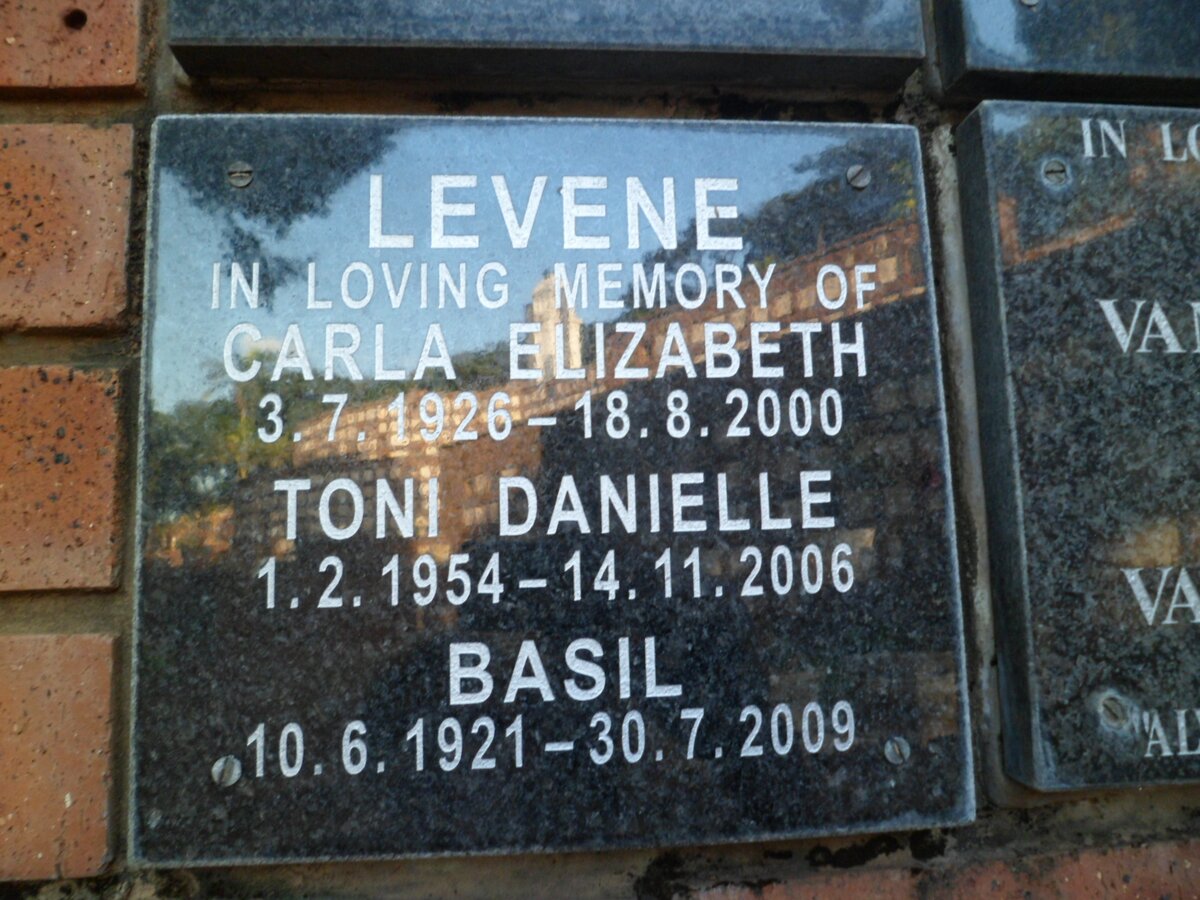 LEVENE
IN LOVING MEMORY OF
CARLA ELIZABETH
3.7.1926 – 18.8.2000
TONI DANIELLE
1.2.1954 – 14.11.2006
BASIL
10.6.1921 – 30.7.2009
IN